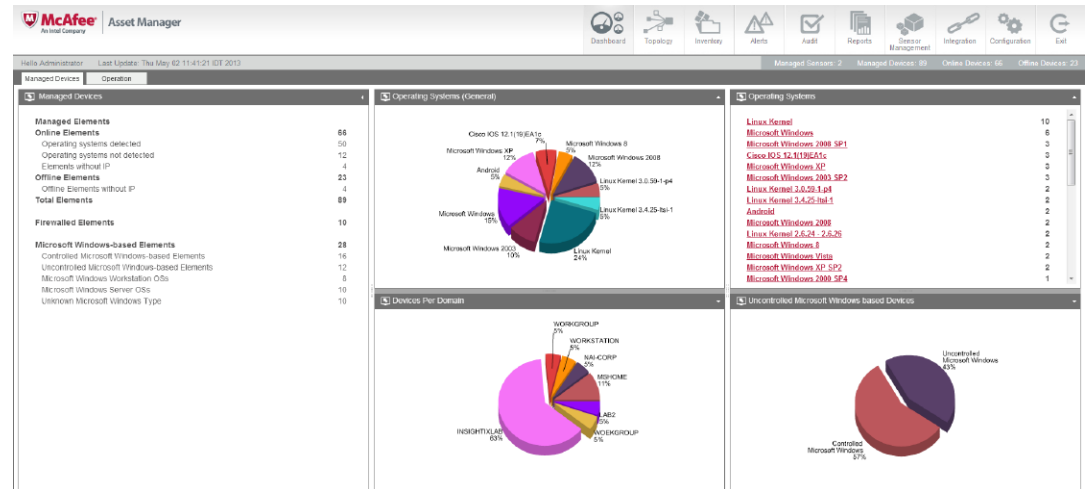 McAfee Asset Manager
An Intel Company
Dashboard Topology Inventory Alerts Audit Reports Sensor Management Integration Configuration Exit
Hello Administrator Last Update: Thu May 02 11:41:21 IDT 2013 Managed Sensors: 2 Managed Devices: 89 Online Devices: 66 Offline Devices: 23
Managed Devices Operation
Managed Devices
Managed Elements
Online Elements 66
Operating systems detected 50
Operating systems not detected 12
Elements without IP 4
Offline Elements 23
Offline Elements without IP 4
Total Elements 89
Firewalled Elements 10
Microsoft Windows-based Elements 28
Controlled Microsoft Windows-based Elements 16
Uncontrolled Microsoft Windows-based Elements 12
Microsoft Windows Workstation OSs 8
Microsoft Windows Server OSs 10
Unknown Microsoft Windows Type 10
Operating Systems (General)
Cisco IOS 12.1(19)EA1c
7%
Microsoft Windows 8
5%
Microsoft Windows XP
12%
Microsoft Windows 2008
12%
Android
5%
Linux Kernel 3.0.59-1-p4
5%
Microsoft Windows
15%
Linux Kernel 3.4.25-ltsi-1
5%
Microsoft Windows 2003
10%
Linux Kernel
24%
Operating Systems
Linux Kernel 10
Microsoft Windows 6
Microsoft Windows 2008 SP1 3
Cisco IOS 12.1(19)EA1c 3
Microsoft Windows XP 3
Microsoft Windows 2003 SP2 3
Linux Kernel 3.0.59-1-p4 2
Linux Kernel 3.4.25-ltsi-1 2
Android 2
Microsoft Windows 2008 2
Linux Kernel 2.6.24 - 2.6.26 2
Microsoft Windows 8 2
Microsoft Windows Vista 2
Microsoft Windows XP SP2 2
Microsoft Windows 2000 SP4 1
Devices Per Domain
WORKGROUP
5%
WORKSTATION
5%
NAI-CORP
5%
MSHOME
11%
LAB2
5%
WOEKGROUP
5%
INSIGHTIXLAB
63%
Uncontrolled Microsoft Windows based Devices
Uncontrolled
Microsoft Windows
43%
Controlled
Microsoft Windows
57%